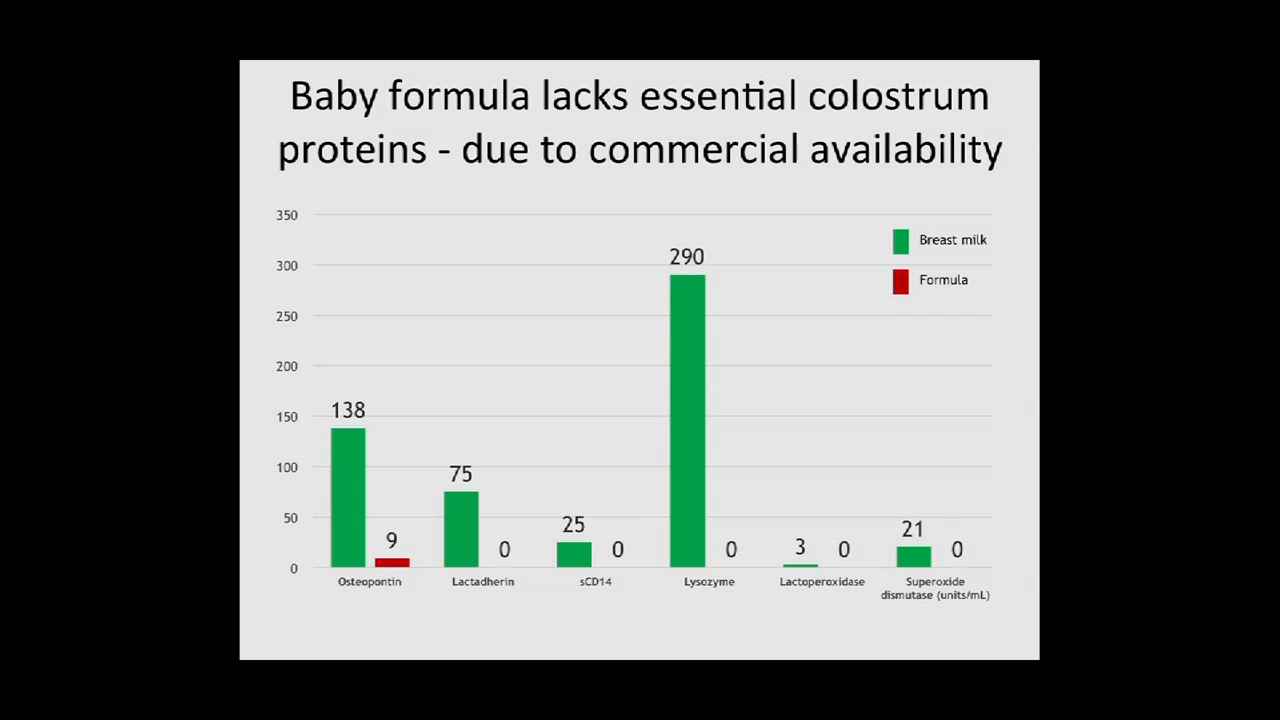 Baby formula lacks essential colostrum
proteins - due to commercial availability
350
300
250
200
150
100
50
0
Breast milk
Formula
138
9
75
0
25
0
290
0
3
0
21
0
Osteopontin
Lactadherin
sCD14
Lysozyme
Lactoperoxidase
Superoxide
dismutase (units/mL)